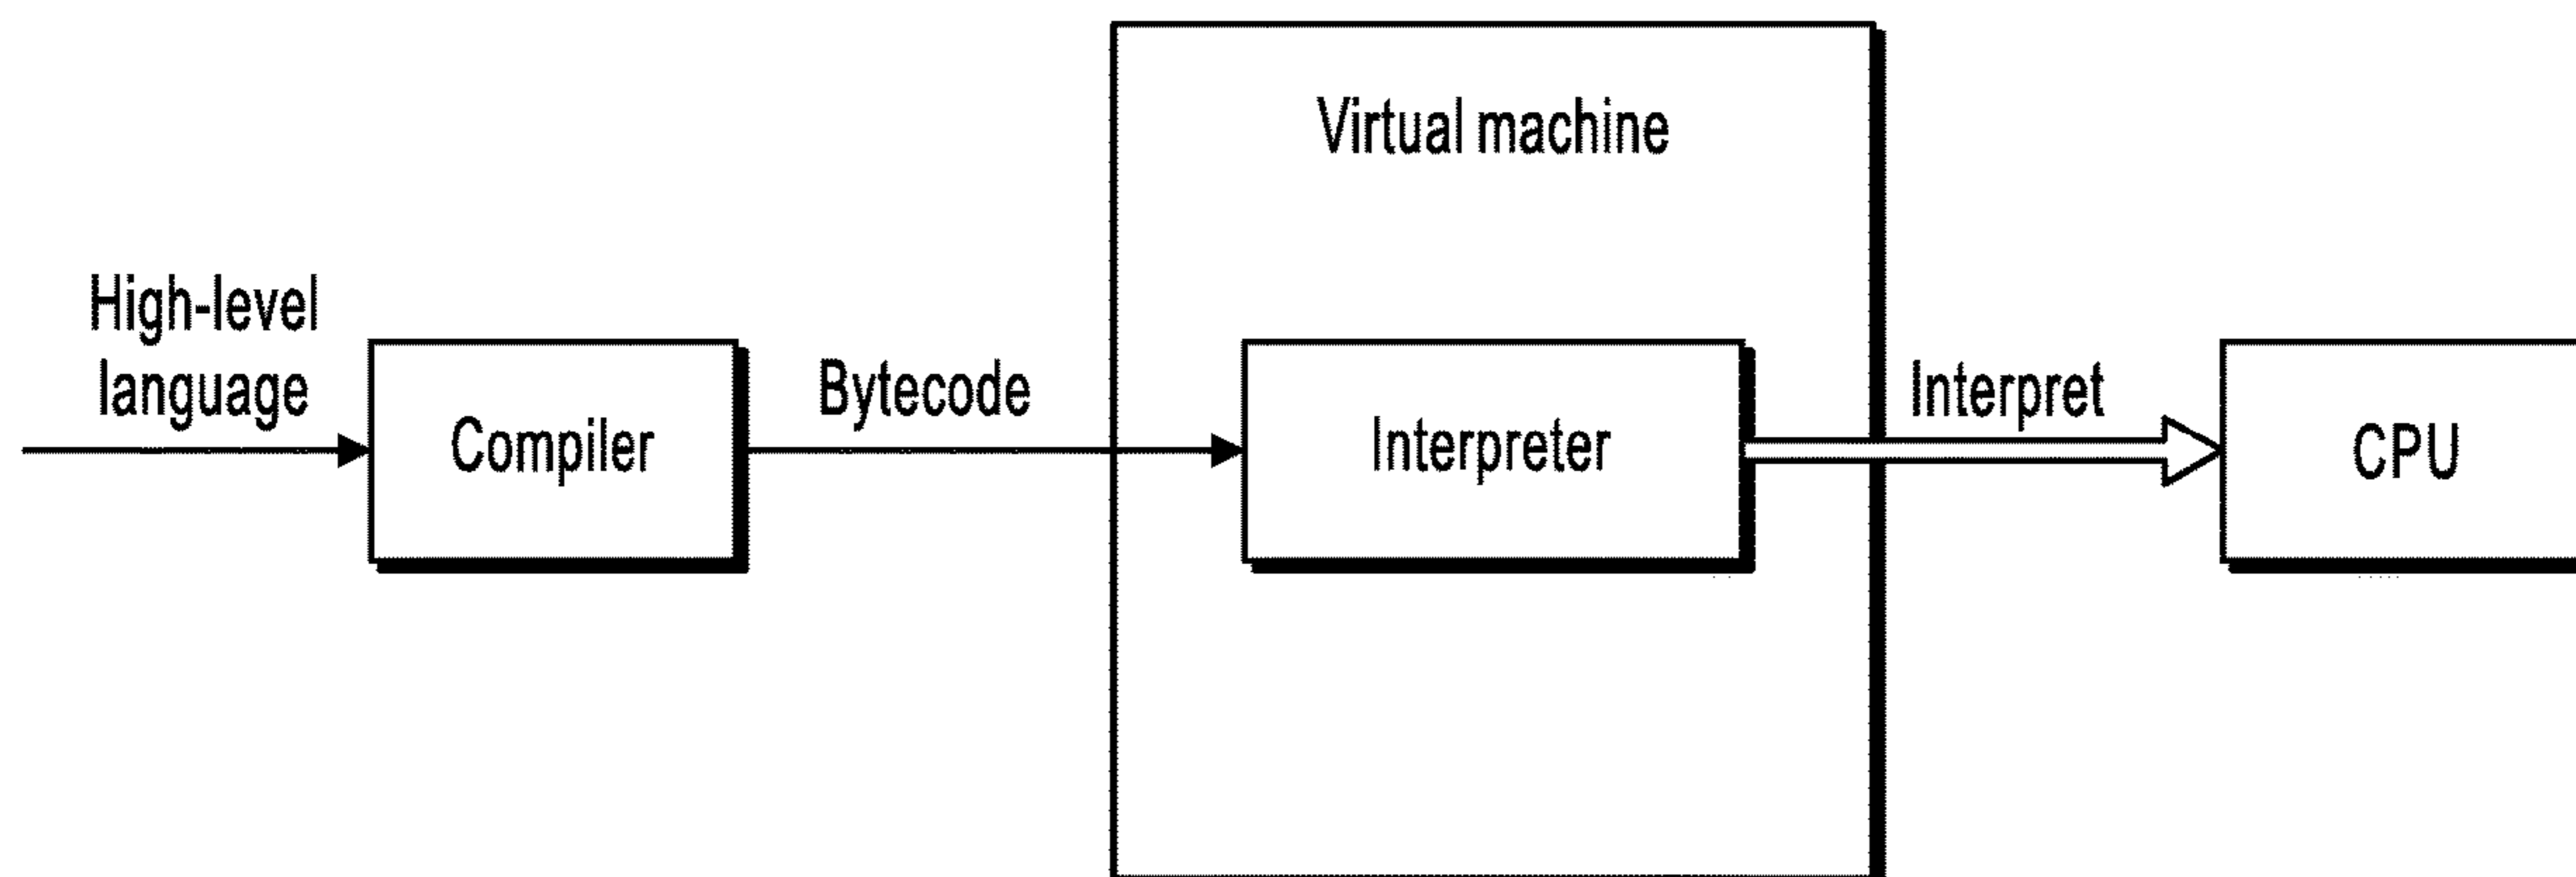 Virtual machine
High-level
language
Compiler
Bytecode
Interpreter
Interpret
CPU